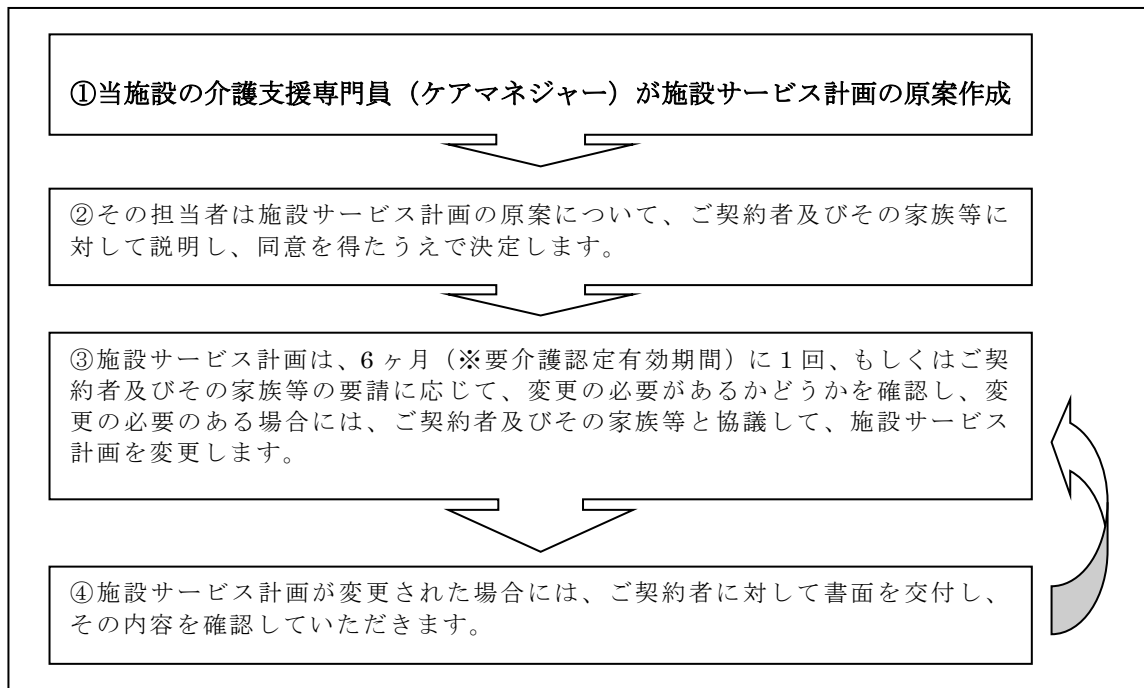 ①当施設の介護支援専門員（ケアマネジャー）が施設サービス計画の原案作成
②その担当者は施設サービス計画の原案について、ご契約者及びその家族等に
対して説明し、同意を得たうえで決定します。
③施設サービス計画は、6ヶ月（※要介護認定有効期間）に1回、もしくはご契
約者及びその家族等の要請に応じて、変更の必要があるかどうかを確認し、変
更の必要のある場合には、ご契約者及びその家族等と協議して、施設サービス
計画を変更します。
④施設サービス計画が変更された場合には、ご契約者に対して書面を交付し、
その内容を確認していただきます。